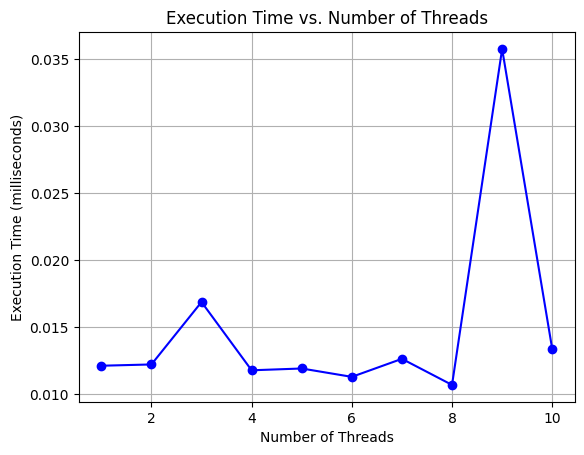 Execution Time vs. Number of Threads
Execution Time (milliseconds)
0.035
0.030
0.025
0.020
0.015
0.010
2 4 6 8 10
Number of Threads